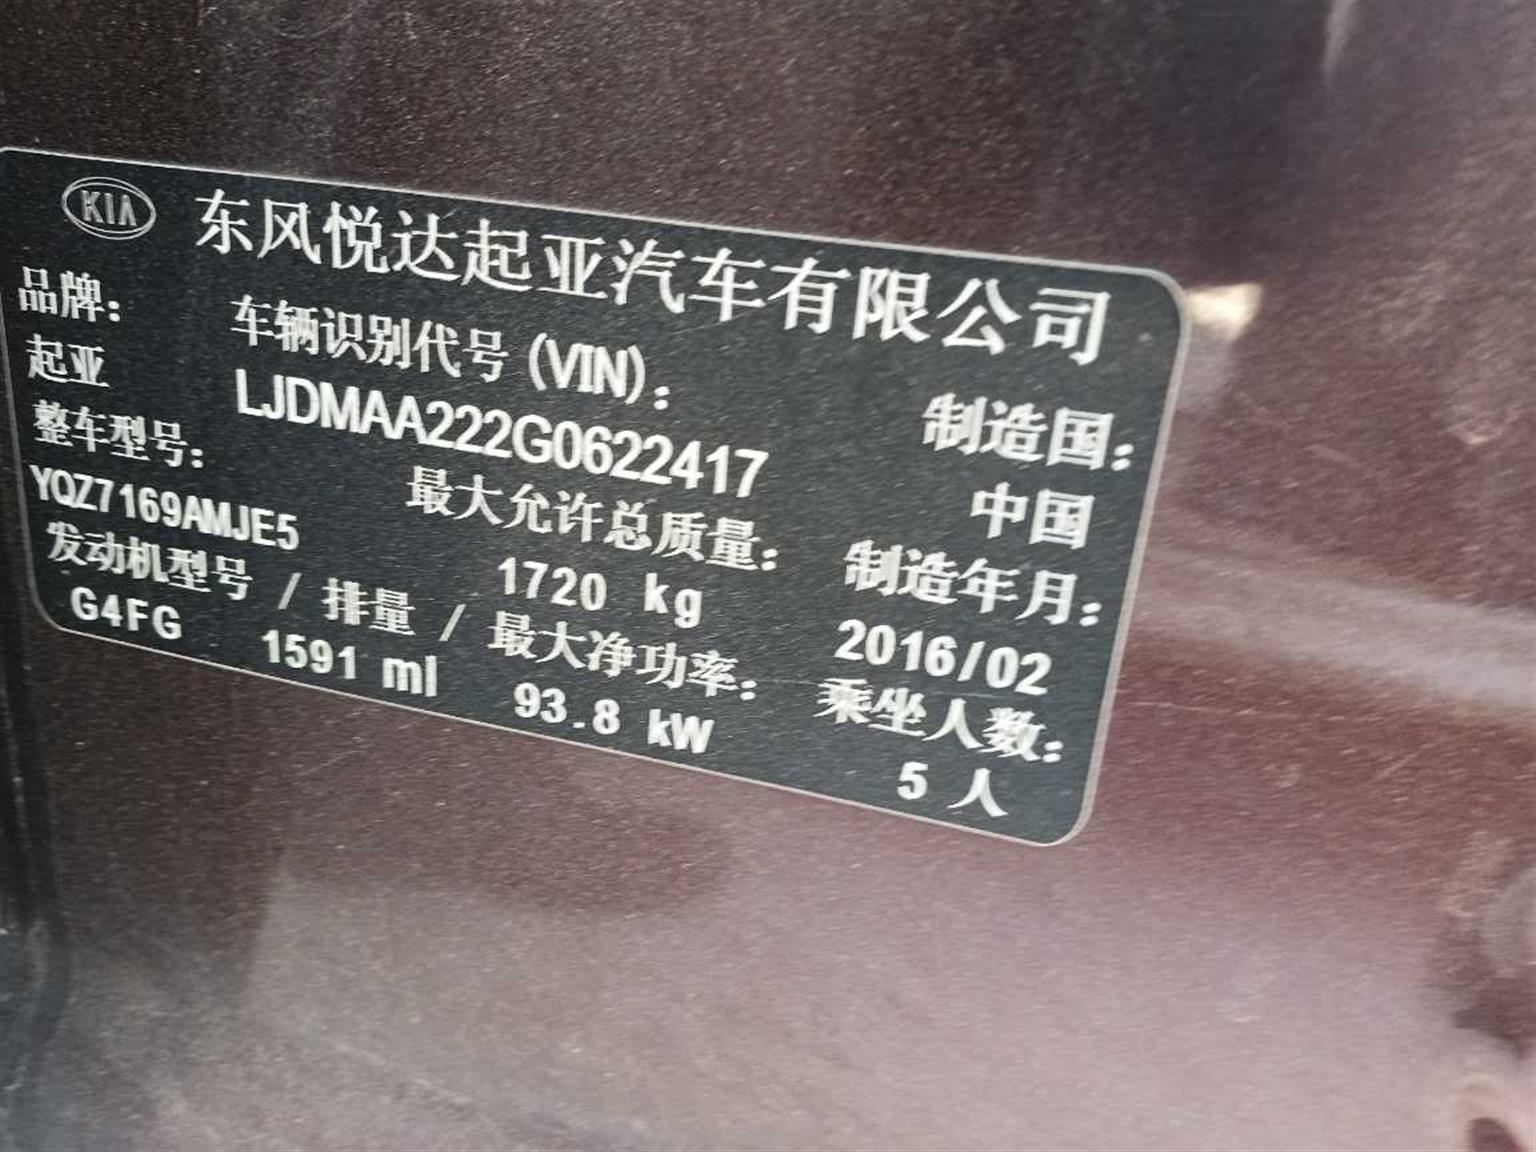 KIA 东风悦达起亚汽车有限公司
品牌： 车辆识别代号 (VIN)： 制造国：
起亚 LJDMAA222G0622417 中国
整车型号： 最大允许总质量： 制造年月：
YQZ7169AMJE5 1720 kg 2016/02
发动机型号 / 排量 / 最大净功率： 乘坐人数：
G4FG 1591 ml 93.8 kW 5 人